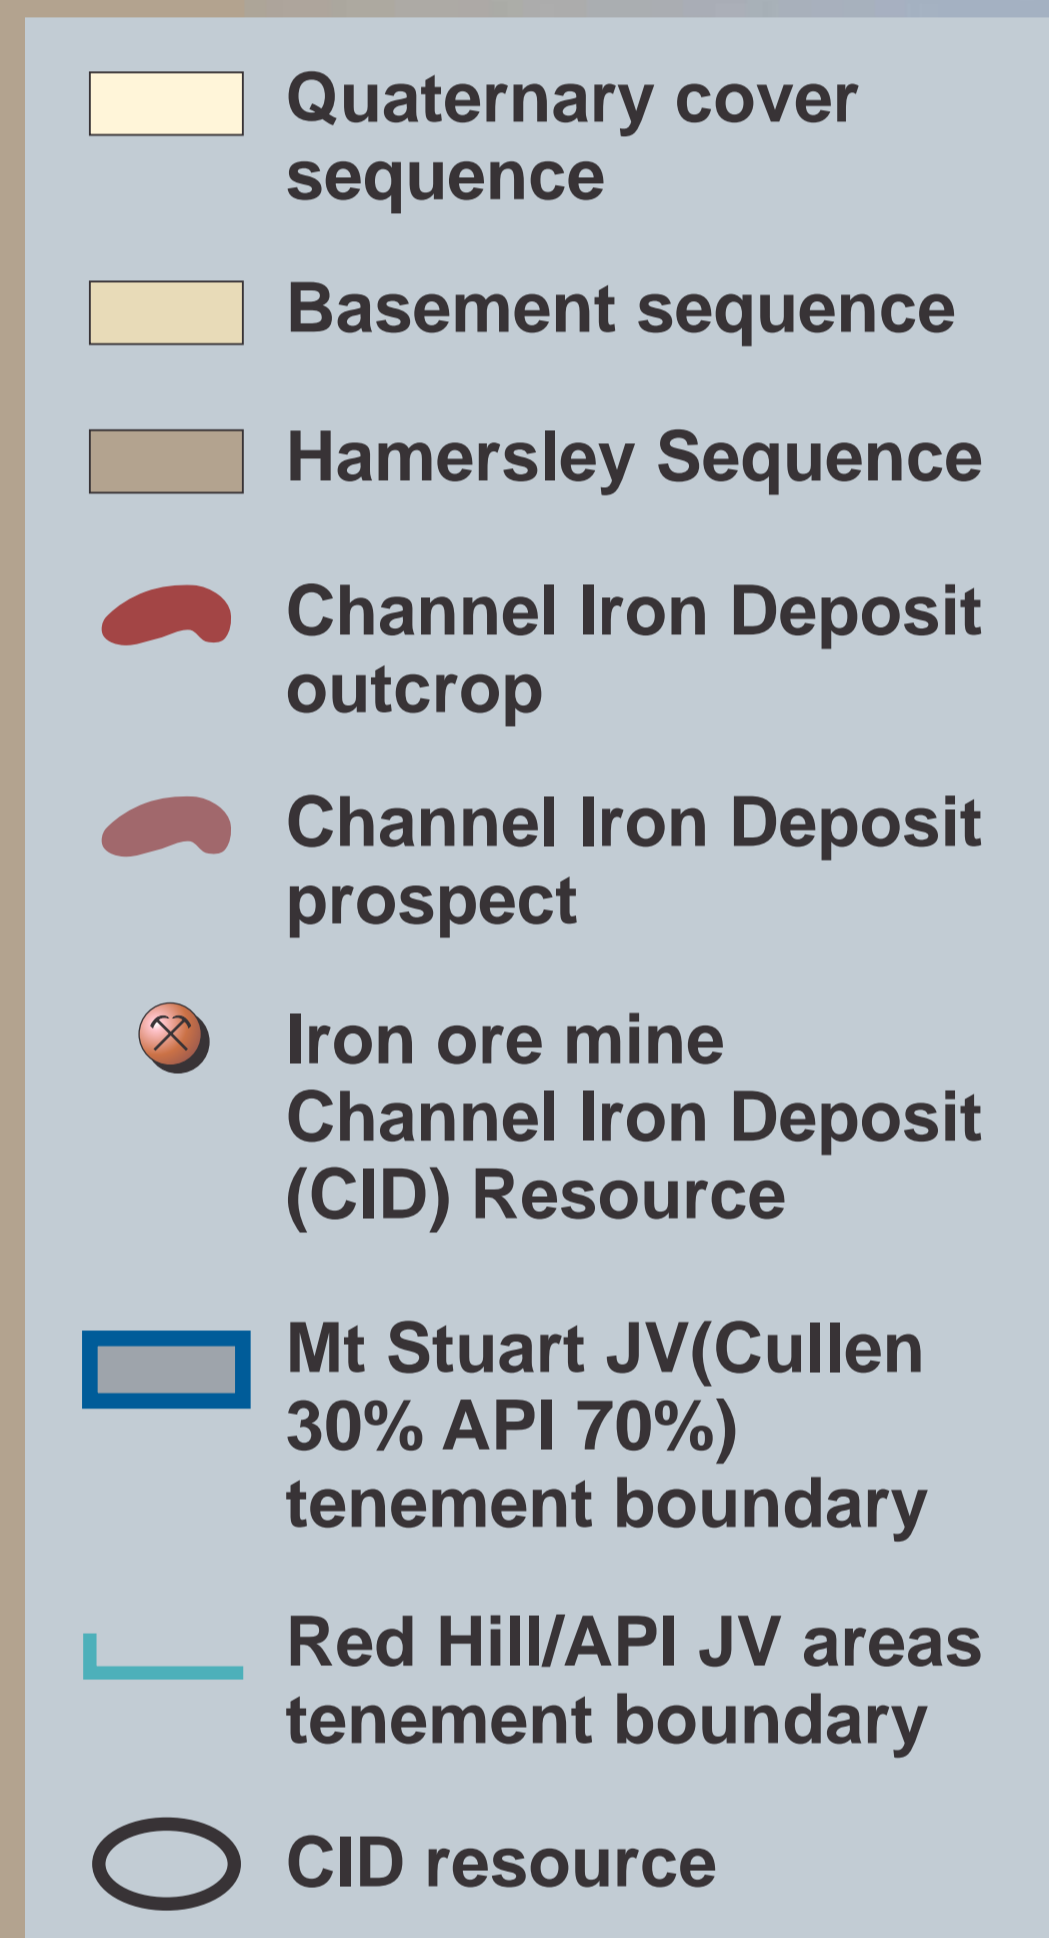 Quaternary cover
sequence
Basement sequence
Hamersley Sequence
Channel Iron Deposit
outcrop
Channel Iron Deposit
prospect
Iron ore mine
Channel Iron Deposit
(CID) Resource
Mt Stuart JV(Cullen
30% API 70%)
tenement boundary
Red Hill/API JV areas
tenement boundary
CID resource